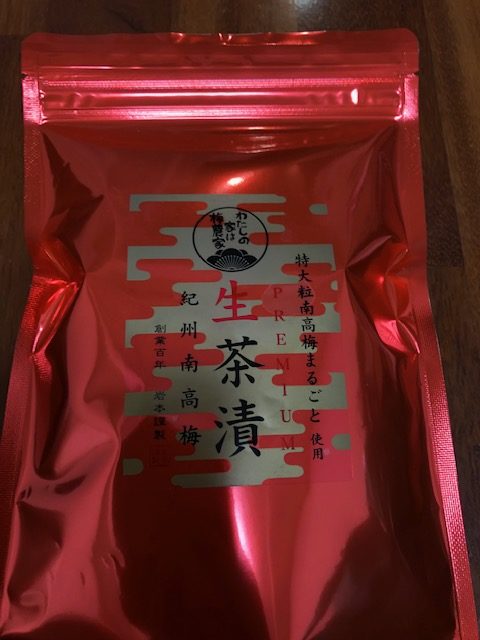 わたしの
家は
梅農家
特大粒南高梅まるごと使用
PREMIUM
生茶漬
紀州南高梅
創業百年 岩本謹製